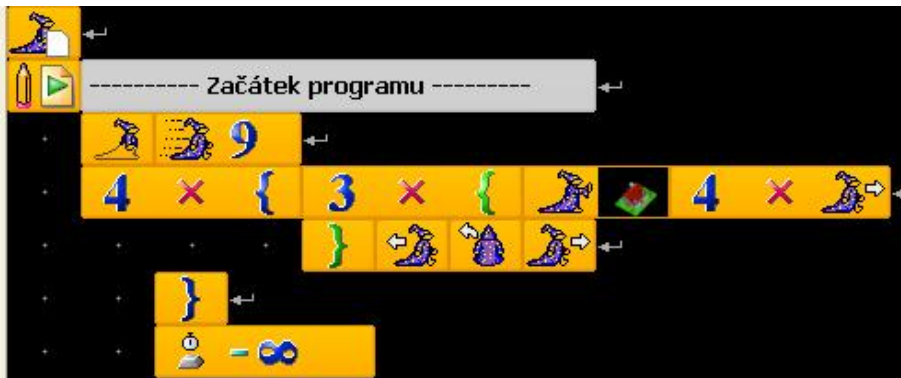 ---------- Začátek programu ---------
9
4 × { 3 × { 4 ×
}
}
- ∞